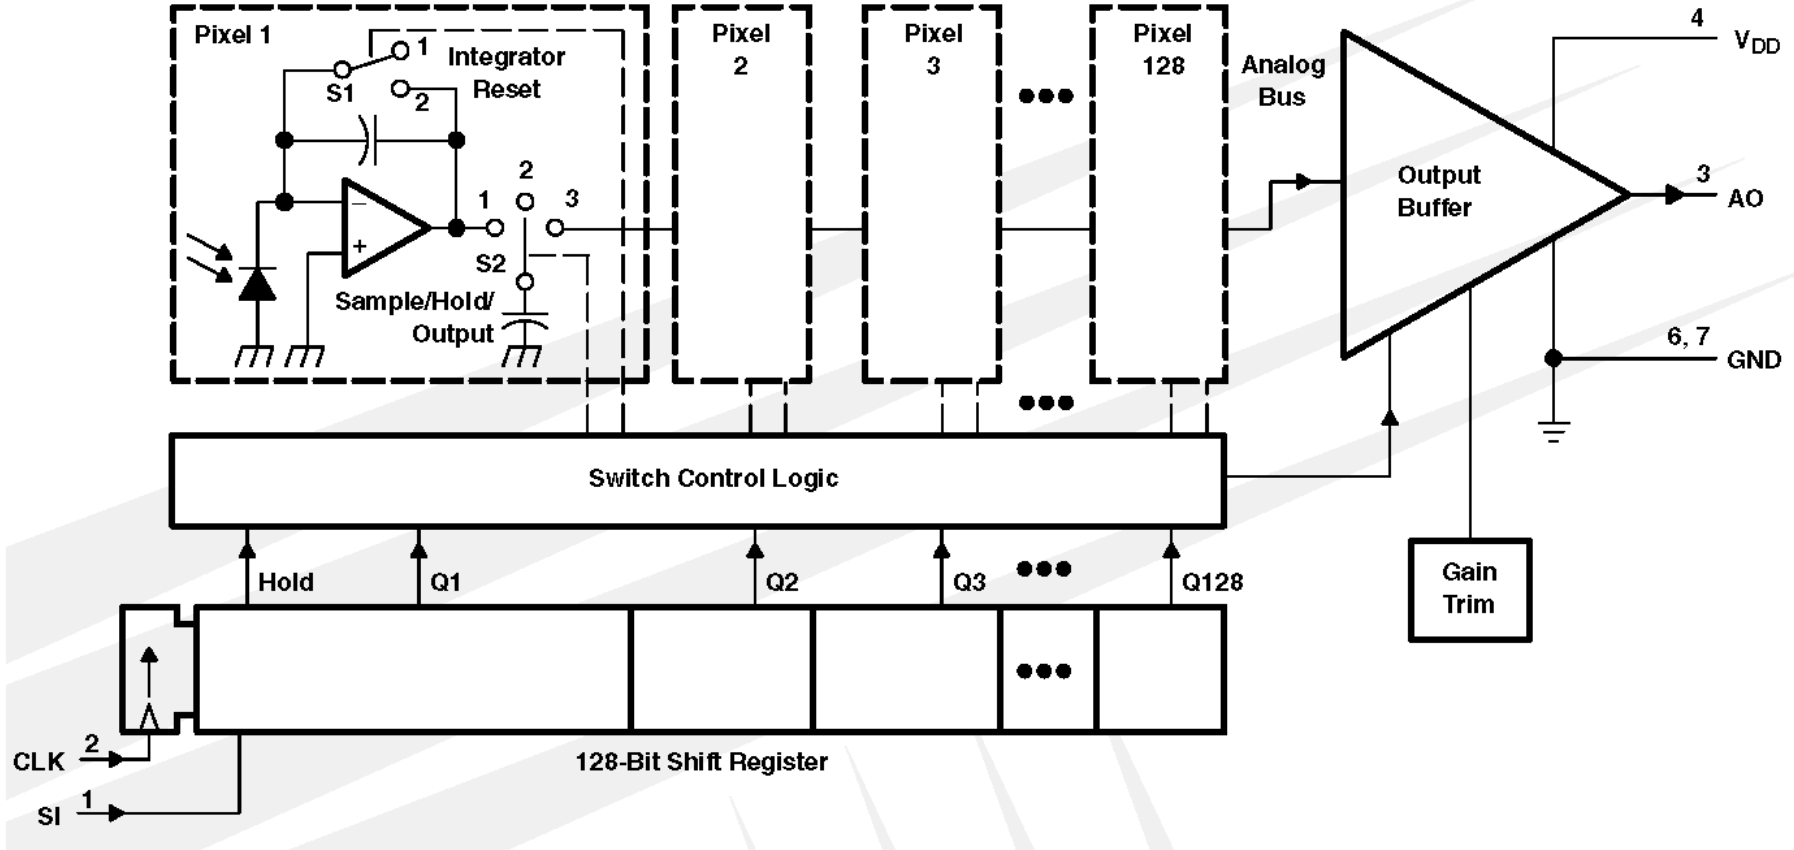 Pixel 1
1
Integrator
Reset
S1
2
−
+
1
2
3
S2
Sample/Hold/
Output
Pixel
2
Pixel
3
Pixel
128
Analog
Bus
Output
Buffer
4
VDD
3
AO
6, 7
GND
Switch Control Logic
Hold
Q1
Q2
Q3
Q128
Gain
Trim
CLK
2
SI
1
128-Bit Shift Register